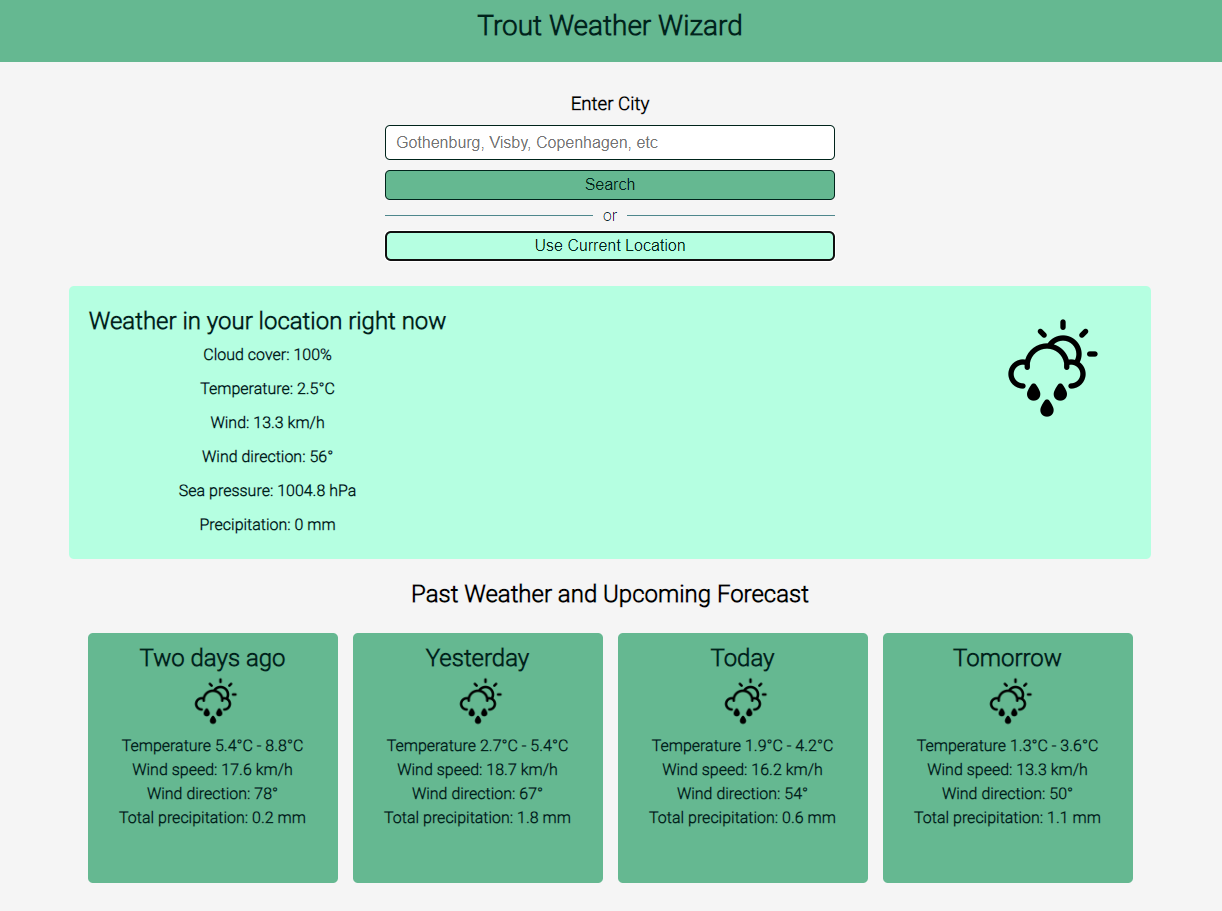 Trout Weather Wizard
Enter City
Gothenburg, Visby, Copenhagen, etc
Search
or
Use Current Location
Weather in your location right now
Cloud cover: 100%
Temperature: 2.5°C
Wind: 13.3 km/h
Wind direction: 56°
Sea pressure: 1004.8 hPa
Precipitation: 0 mm
Past Weather and Upcoming Forecast
Two days ago
Temperature 5.4°C - 8.8°C
Wind speed: 17.6 km/h
Wind direction: 78°
Total precipitation: 0.2 mm
Yesterday
Temperature 2.7°C - 5.4°C
Wind speed: 18.7 km/h
Wind direction: 67°
Total precipitation: 1.8 mm
Today
Temperature 1.9°C - 4.2°C
Wind speed: 16.2 km/h
Wind direction: 54°
Total precipitation: 0.6 mm
Tomorrow
Temperature 1.3°C - 3.6°C
Wind speed: 13.3 km/h
Wind direction: 50°
Total precipitation: 1.1 mm